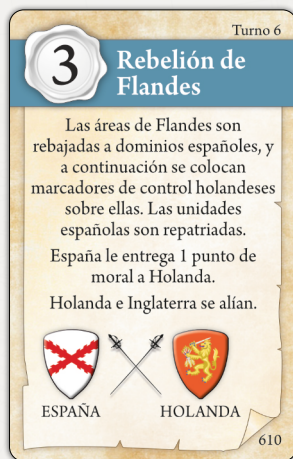 Turno 6
3
Rebelión de
Flandes
Las áreas de Flandes son
rebajadas a dominios españoles, y
a continuación se colocan
marcadores de control holandeses
sobre ellas. Las unidades
españolas son repatriadas.
España le entrega 1 punto de
moral a Holanda.
Holanda e Inglaterra se alían.
ESPAÑA
HOLANDA
610